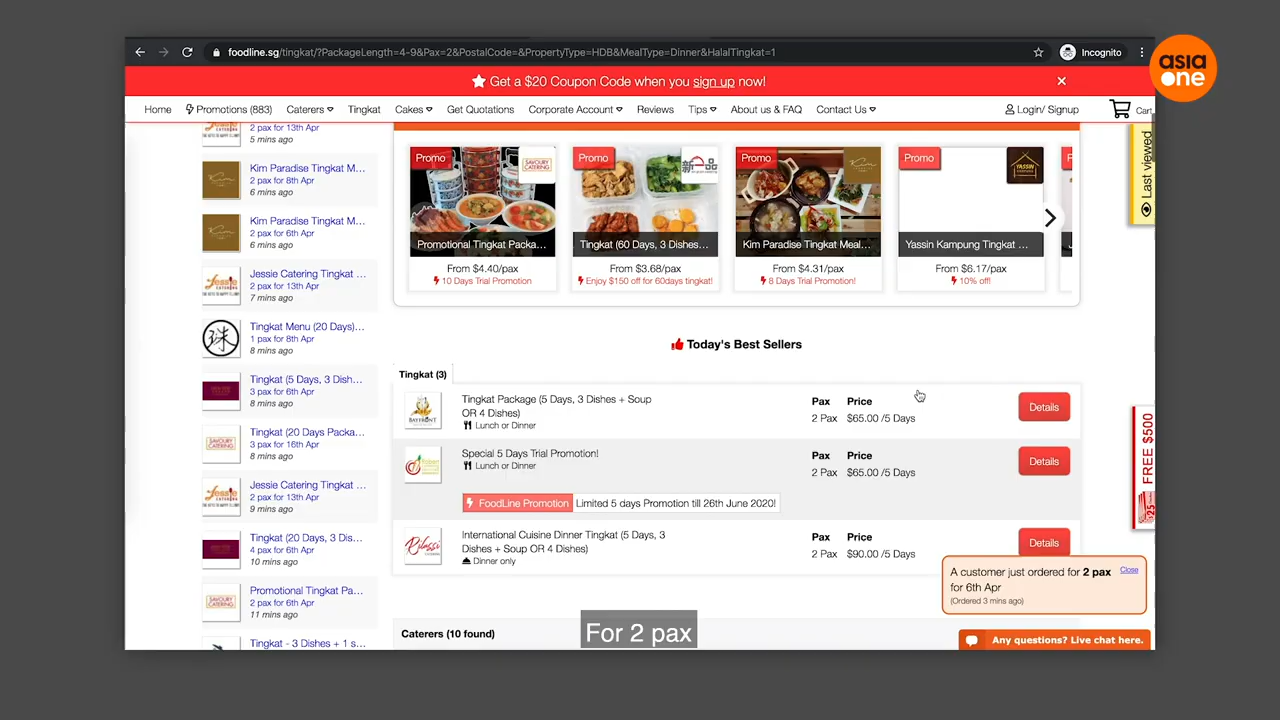 foodline.sg/tingkat/?PackageLength=4-9&Pax=2&PostalCode=&PropertyType=HDB&MealType=Dinner&HalalTingkat=1
Incognito
asia
one
Get a $20 Coupon Code when you sign up now!
Home
Promotions (883)
Caterers
Tingkat
Cakes
Get Quotations
Corporate Account
Reviews
Tips
About us & FAQ
Contact Us
Login/ Signup
Cart
2 pax for 13th Apr
5 mins ago
Kim Paradise Tingkat M...
2 pax for 8th Apr
6 mins ago
Kim Paradise Tingkat M...
2 pax for 6th Apr
6 mins ago
Jessie Catering Tingkat ...
2 pax for 13th Apr
7 mins ago
Tingkat Menu (20 Days)...
1 pax for 8th Apr
8 mins ago
Tingkat (5 Days, 3 Dish...
3 pax for 6th Apr
8 mins ago
Tingkat (20 Days Packa...
3 pax for 16th Apr
8 mins ago
Jessie Catering Tingkat ...
2 pax for 13th Apr
9 mins ago
Tingkat (20 Days, 3 Dis...
4 pax for 6th Apr
10 mins ago
Promotional Tingkat Pa...
2 pax for 6th Apr
11 mins ago
Tingkat - 3 Dishes + 1 s...
Promo
SAVOURY
CATERING
Promotional Tingkat Packa...
From $4.40/pax
10 Days Trial Promotion
Promo
新一品
Tingkat (60 Days, 3 Dishes...
From $3.68/pax
Enjoy $150 off for 60days tingkat!
Promo
Kim Paradise Tingkat Meal...
From $4.31/pax
8 Days Trial Promotion!
Promo
YASSIN
Yassin Kampung Tingkat ...
From $6.17/pax
10% off!
Last viewed
Today's Best Sellers
Tingkat (3)
BAYFRONT
Tingkat Package (5 Days, 3 Dishes + Soup
OR 4 Dishes)
Lunch or Dinner
Pax Price
2 Pax $65.00 /5 Days
Details
Special 5 Days Trial Promotion!
Lunch or Dinner
Pax Price
2 Pax $65.00 /5 Days
Details
FoodLine Promotion Limited 5 days Promotion till 26th June 2020!
Rilassi
International Cuisine Dinner Tingkat (5 Days, 3
Dishes + Soup OR 4 Dishes)
Dinner only
Pax Price
2 Pax $90.00 /5 Days
Details
FREE $500
$25
A customer just ordered for 2 pax
for 6th Apr
(Ordered 3 mins ago)
Close
Caterers (10 found)
For 2 pax
Any questions? Live chat here.